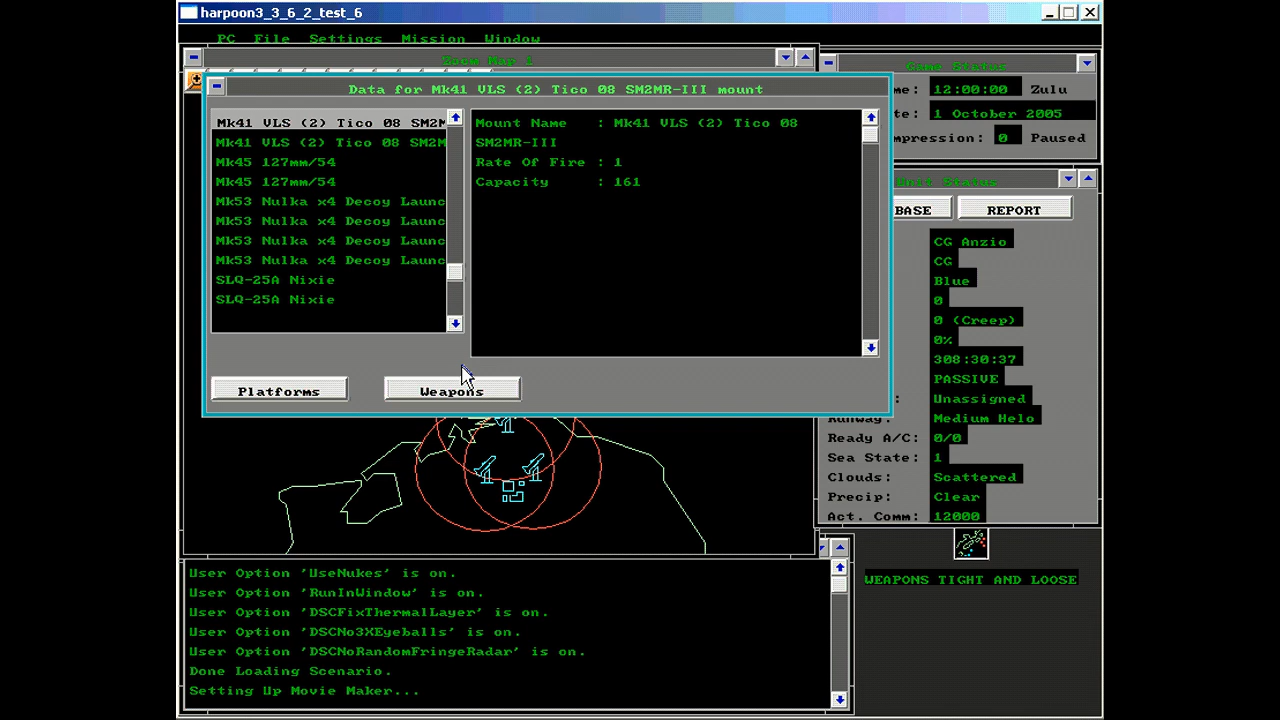 harpoon3_3_6_2_test_6
PC File Settings Mission Window
Zoom Map 1
Game Status
Data for Mk41 VLS (2) Tico 08 SM2MR-III mount
me: 12:00:00 Zulu
1 October 2005
mpression: 0 Paused
Mk41 VLS (2) Tico 08 SM2M
Mk41 VLS (2) Tico 08 SM2M
Mk45 127mm/54
Mk45 127mm/54
Mk53 Nulka x4 Decoy Launc
Mk53 Nulka x4 Decoy Launc
Mk53 Nulka x4 Decoy Launc
Mk53 Nulka x4 Decoy Launc
SLQ-25A Nixie
SLQ-25A Nixie
Mount Name : Mk41 VLS (2) Tico 08
SM2MR-III
Rate Of Fire : 1
Capacity : 161
Platforms
Weapons
Unit Status
BASE REPORT
CG Anzio
CG
Blue
0
0 (Creep)
0%
308:30:37
PASSIVE
: Unassigned
Runway: Medium Helo
Ready A/C: 0/0
Sea State: 1
Clouds: Scattered
Precip: Clear
Act. Comm: 12000
WEAPONS TIGHT AND LOOSE
User Option 'UseNukes' is on.
User Option 'RunInWindow' is on.
User Option 'DSCFixThermalLayer' is on.
User Option 'DSCNo3XEyeballs' is on.
User Option 'DSCNoRandomFringeRadar' is on.
Done Loading Scenario.
Setting Up Movie Maker...